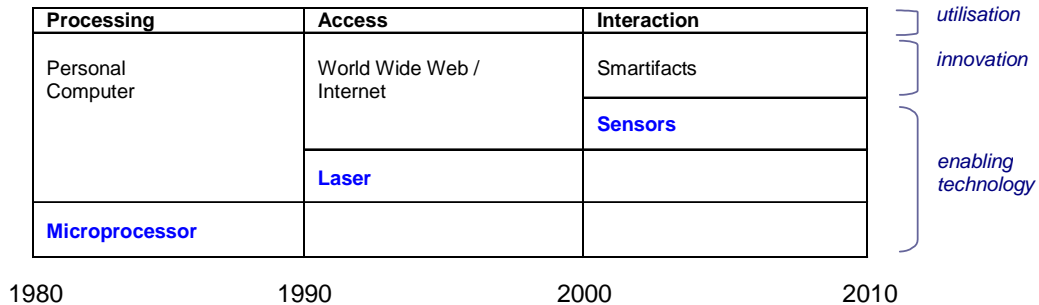 Processing Access Interaction
utilisation
Personal
Computer
World Wide Web /
Internet
Smartifacts
innovation
Sensors
Laser
enabling
technology
Microprocessor
1980 1990 2000 2010